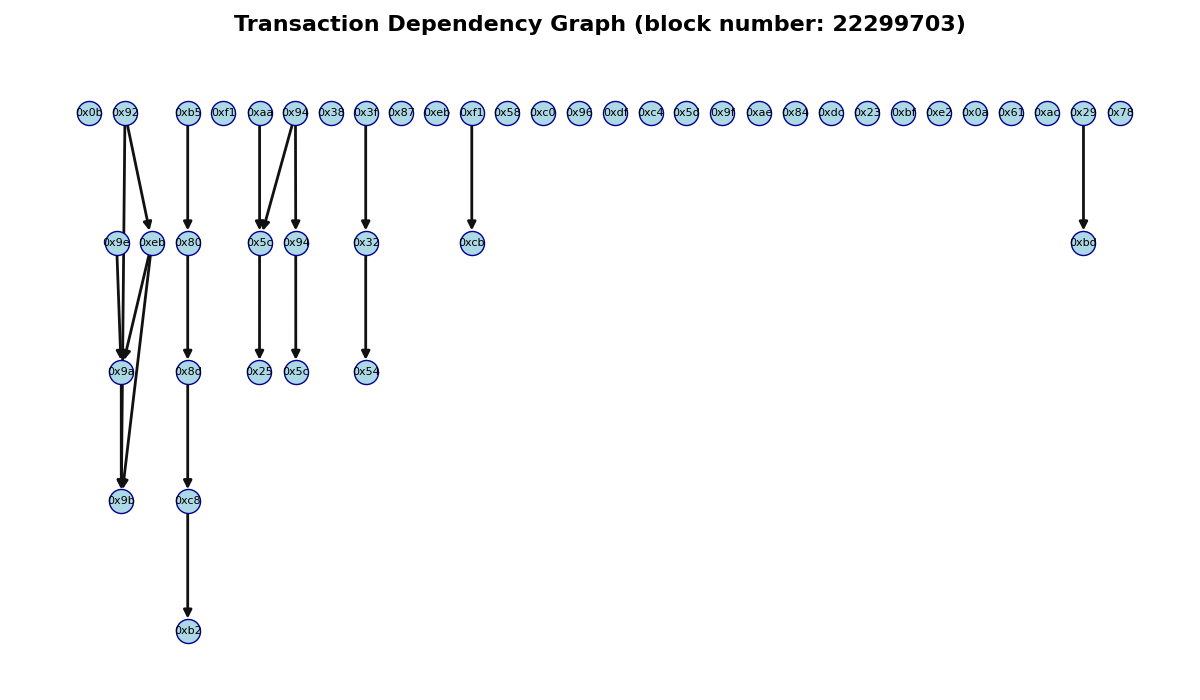 Transaction Dependency Graph (block number: 22299703)
0x0b 0x92 0xb5 0xf1 0xaa 0x94 0x38 0x3f 0x87 0xeb 0xf1 0x58 0xc0 0x96 0xdf 0xc4 0x5d 0x9f 0xae 0x84 0xdc 0x23 0xbf 0xe2 0x0a 0x61 0xac 0x29 0x78
0x9e 0xeb 0x80 0x5c 0x94 0x32 0xcb 0xbd
0x9a 0x8d 0x25 0x5c 0x54
0x9b 0xc8
0xb2